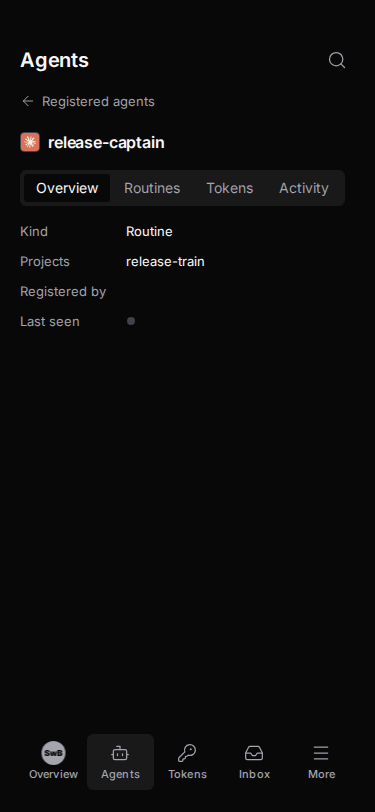 Agents
Registered agents
release-captain
Overview Routines Tokens Activity
Kind Routine
Projects release-train
Registered by
Last seen
SwB
Overview Agents Tokens Inbox More